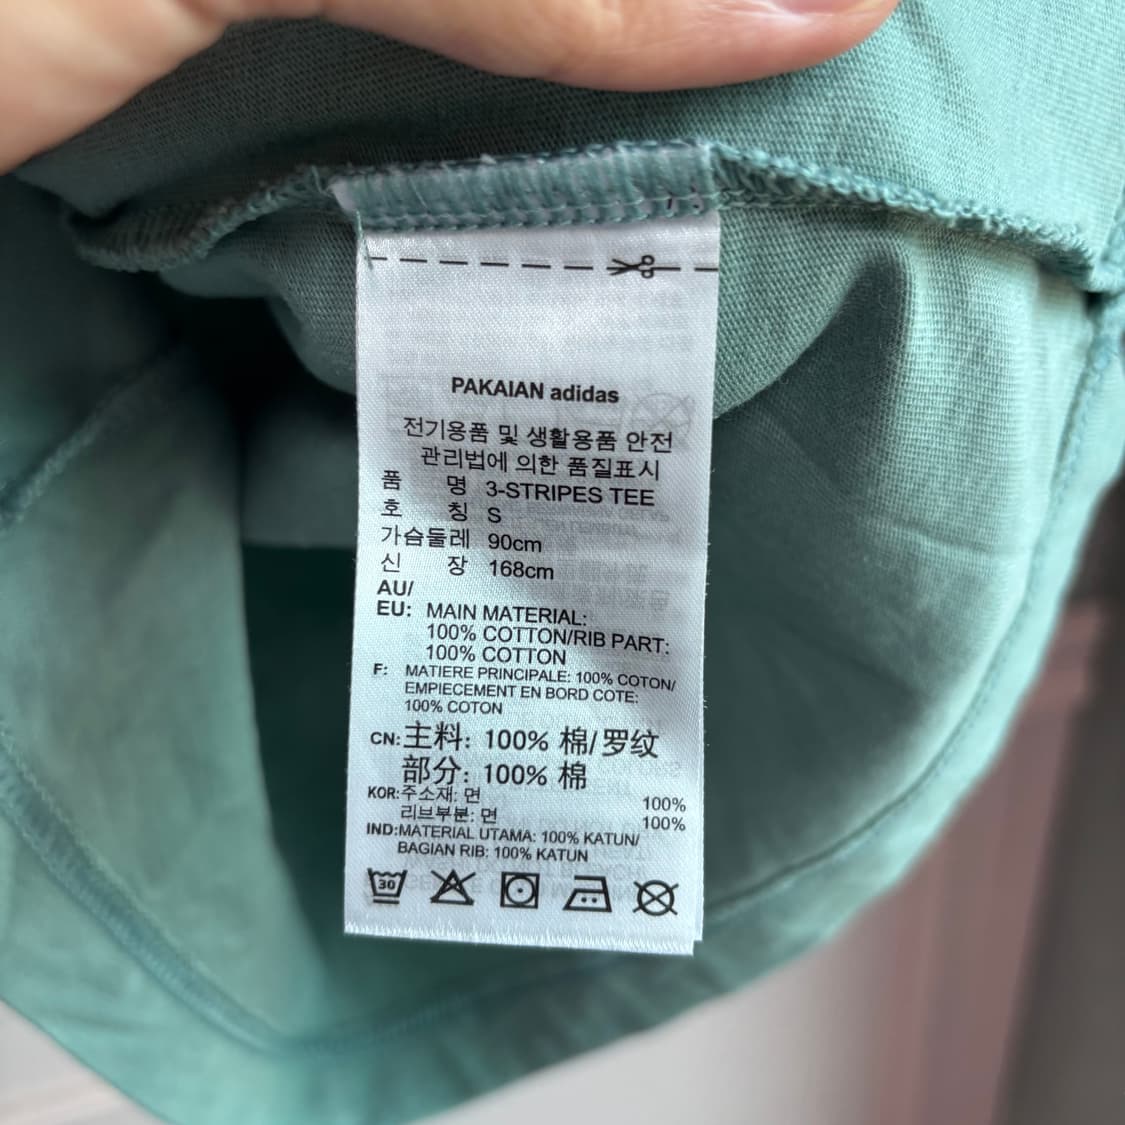 PAKAIAN adidas
전기용품 및 생활용품 안전
관리법에 의한 품질표시
품 명 3-STRIPES TEE
호 칭 S
가슴둘레 90cm
신 장 168cm
AU/
EU: MAIN MATERIAL:
100% COTTON/RIB PART:
100% COTTON
F: MATIERE PRINCIPALE: 100% COTON/
EMPIECEMENT EN BORD COTE:
100% COTON
CN:主料: 100% 棉/罗纹
部分: 100% 棉
KOR:주소재: 면 100%
리브부분: 면 100%
IND:MATERIAL UTAMA: 100% KATUN/
BAGIAN RIB: 100% KATUN
30